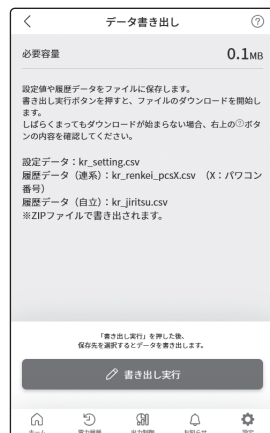 データ書き出し
必要容量 0.1MB
設定値や履歴データをファイルに保存します。
書き出し実行ボタンを押すと、ファイルのダウンロードを開始し
ます。
しばらくまってもダウンロードが始まらない場合、右上の?ボタ
ンの内容を確認してください。
設定データ：kr_setting.csv
履歴データ（連系）：kr_renkei_pcsX.csv （X：パワコン
番号）
履歴データ（自立）：kr_jiritsu.csv
※ZIPファイルで書き出されます。
「書き出し実行」を押した後、
保存先を選択するとデータを書き出します。
書き出し実行